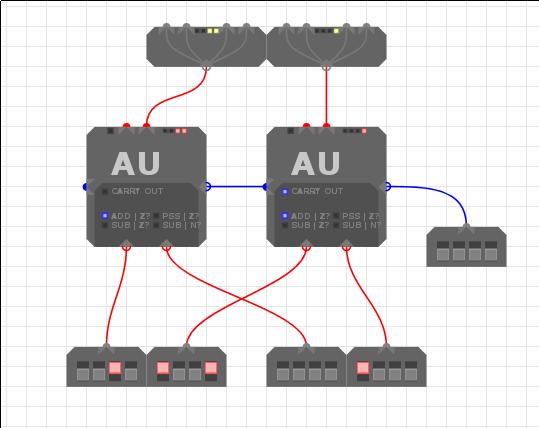 AU
AU
CARRY OUT
CARRY OUT
ADD | Z? PSS | Z?
SUB | Z? SUB | N?
ADD | Z? PSS | Z?
SUB | Z? SUB | N?